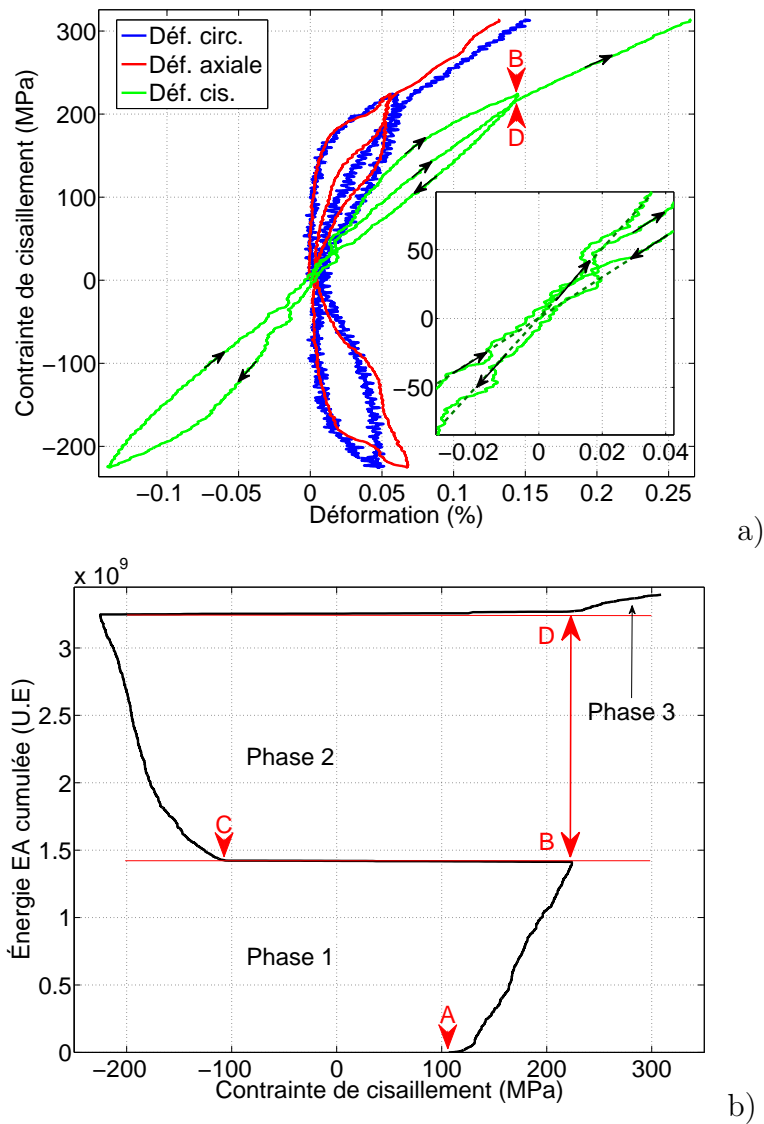 300
200
100
0
−100
−200
Contrainte de cisaillement (MPa)
Déf. circ.
Déf. axiale
Déf. cis.
B
D
50
0
−50
−0.02 0 0.02 0.04
−0.1 −0.05 0 0.05 0.1 0.15 0.2 0.25
Déformation (%)
a)
x 10^9
3
2.5
2
1.5
1
0.5
0
Énergie EA cumulée (U.E)
D
Phase 3
Phase 2
C
B
Phase 1
A
−200 −100 0 100 200 300
Contrainte de cisaillement (MPa)
b)